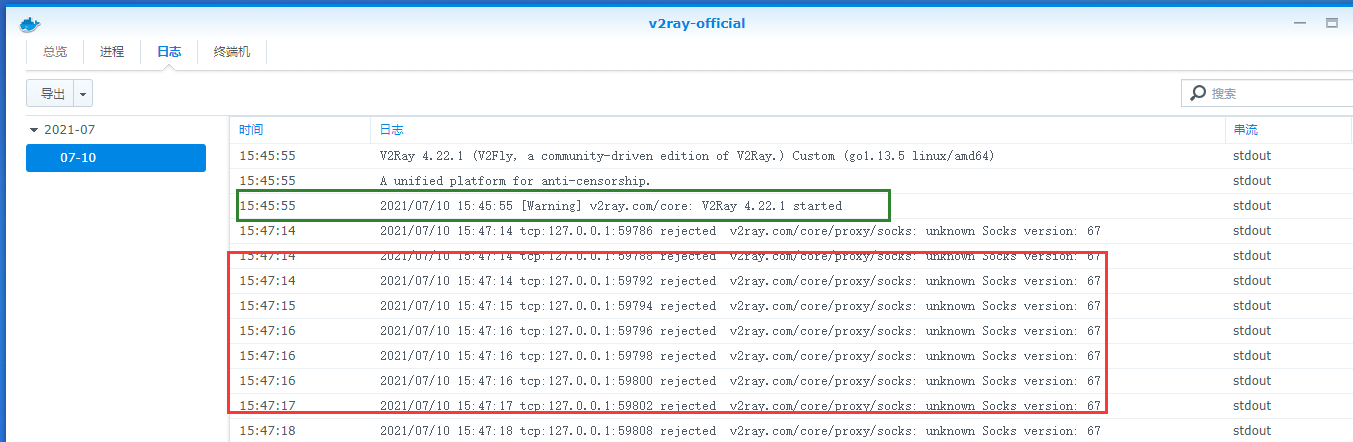 v2ray-official
总览 进程 日志 终端机
导出 搜索
2021-07
07-10
时间 日志 串流
15:45:55 V2Ray 4.22.1 (V2Fly, a community-driven edition of V2Ray.) Custom (go1.13.5 linux/amd64) stdout
15:45:55 A unified platform for anti-censorship. stdout
15:45:55 2021/07/10 15:45:55 [Warning] v2ray.com/core: V2Ray 4.22.1 started stdout
15:47:14 2021/07/10 15:47:14 tcp:127.0.0.1:59786 rejected v2ray.com/core/proxy/socks: unknown Socks version: 67 stdout
15:47:14 2021/07/10 15:47:14 tcp:127.0.0.1:59788 rejected v2ray.com/core/proxy/socks: unknown Socks version: 67 stdout
15:47:14 2021/07/10 15:47:14 tcp:127.0.0.1:59792 rejected v2ray.com/core/proxy/socks: unknown Socks version: 67 stdout
15:47:15 2021/07/10 15:47:15 tcp:127.0.0.1:59794 rejected v2ray.com/core/proxy/socks: unknown Socks version: 67 stdout
15:47:16 2021/07/10 15:47:16 tcp:127.0.0.1:59796 rejected v2ray.com/core/proxy/socks: unknown Socks version: 67 stdout
15:47:16 2021/07/10 15:47:16 tcp:127.0.0.1:59798 rejected v2ray.com/core/proxy/socks: unknown Socks version: 67 stdout
15:47:16 2021/07/10 15:47:16 tcp:127.0.0.1:59800 rejected v2ray.com/core/proxy/socks: unknown Socks version: 67 stdout
15:47:17 2021/07/10 15:47:17 tcp:127.0.0.1:59802 rejected v2ray.com/core/proxy/socks: unknown Socks version: 67 stdout
15:47:18 2021/07/10 15:47:18 tcp:127.0.0.1:59808 rejected v2ray.com/core/proxy/socks: unknown Socks version: 67 stdout